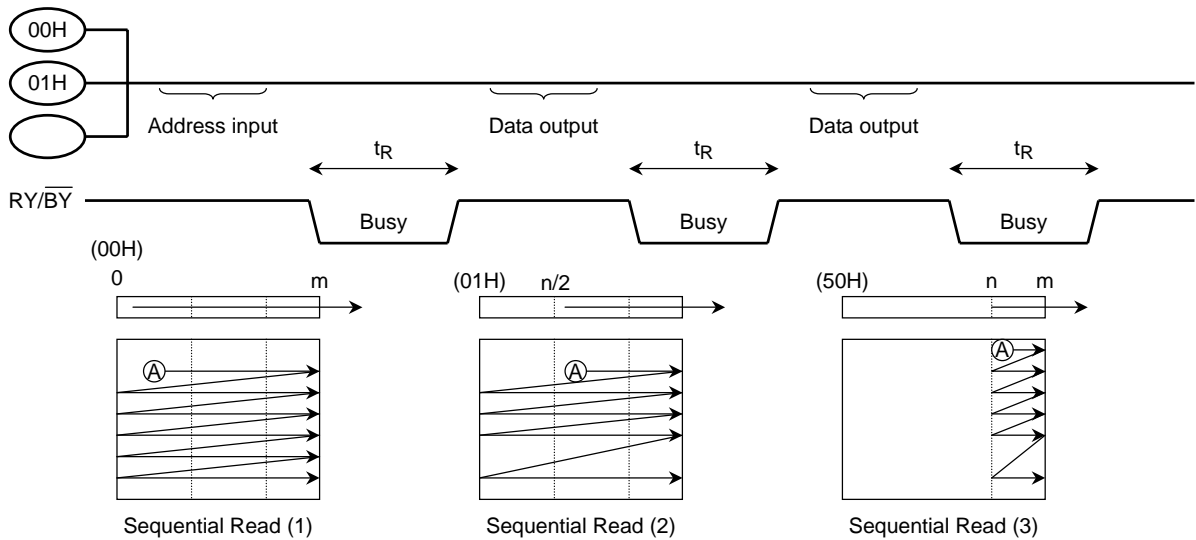 00H
01H
Address input
Data output
Data output
tR
tR
tR
RY/BY
Busy
Busy
Busy
(00H)
0
m
(01H)
n/2
(50H)
n
m
A
A
A
Sequential Read (1)
Sequential Read (2)
Sequential Read (3)